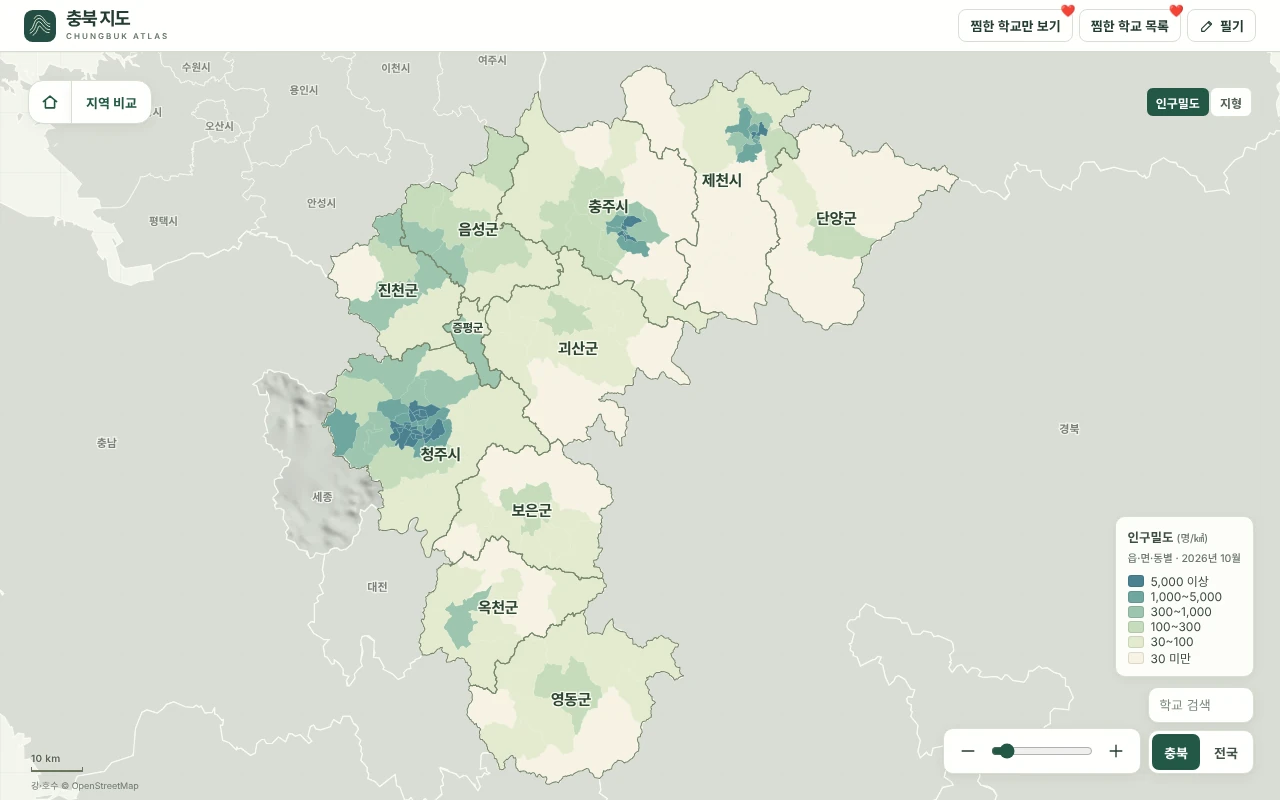 충북 지도
CHUNGBUK ATLAS
찜한 학교만 보기
찜한 학교 목록
필기
지역 비교
인구밀도
지형
수원시
용인시
이천시
여주시
시
오산시
안성시
평택시
충남
세종
대전
경북
제천시
충주시
단양군
음성군
진천군
증평군
괴산군
청주시
보은군
옥천군
영동군
인구밀도 (명/㎢)
읍·면·동별 · 2026년 10월
5,000 이상
1,000~5,000
300~1,000
100~300
30~100
30 미만
학교 검색
충북
전국
10 km
강·호수 © OpenStreetMap